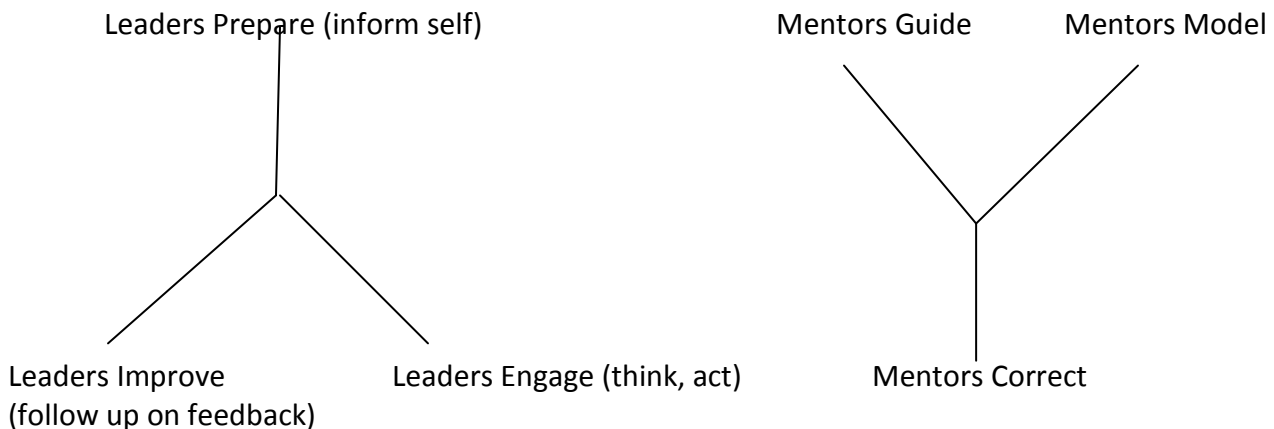 Leaders Prepare (inform self)
Mentors Guide
Mentors Model
Leaders Improve
(follow up on feedback)
Leaders Engage (think, act)
Mentors Correct